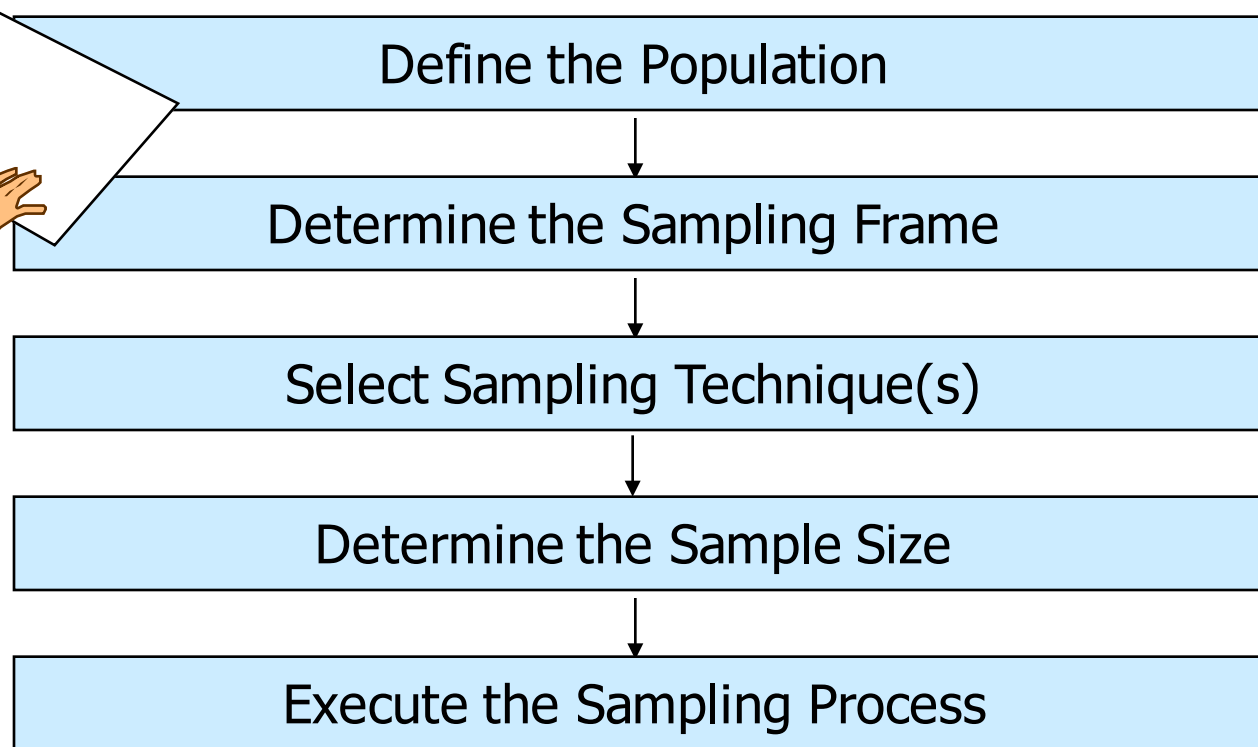 Define the Population
Determine the Sampling Frame
Select Sampling Technique(s)
Determine the Sample Size
Execute the Sampling Process